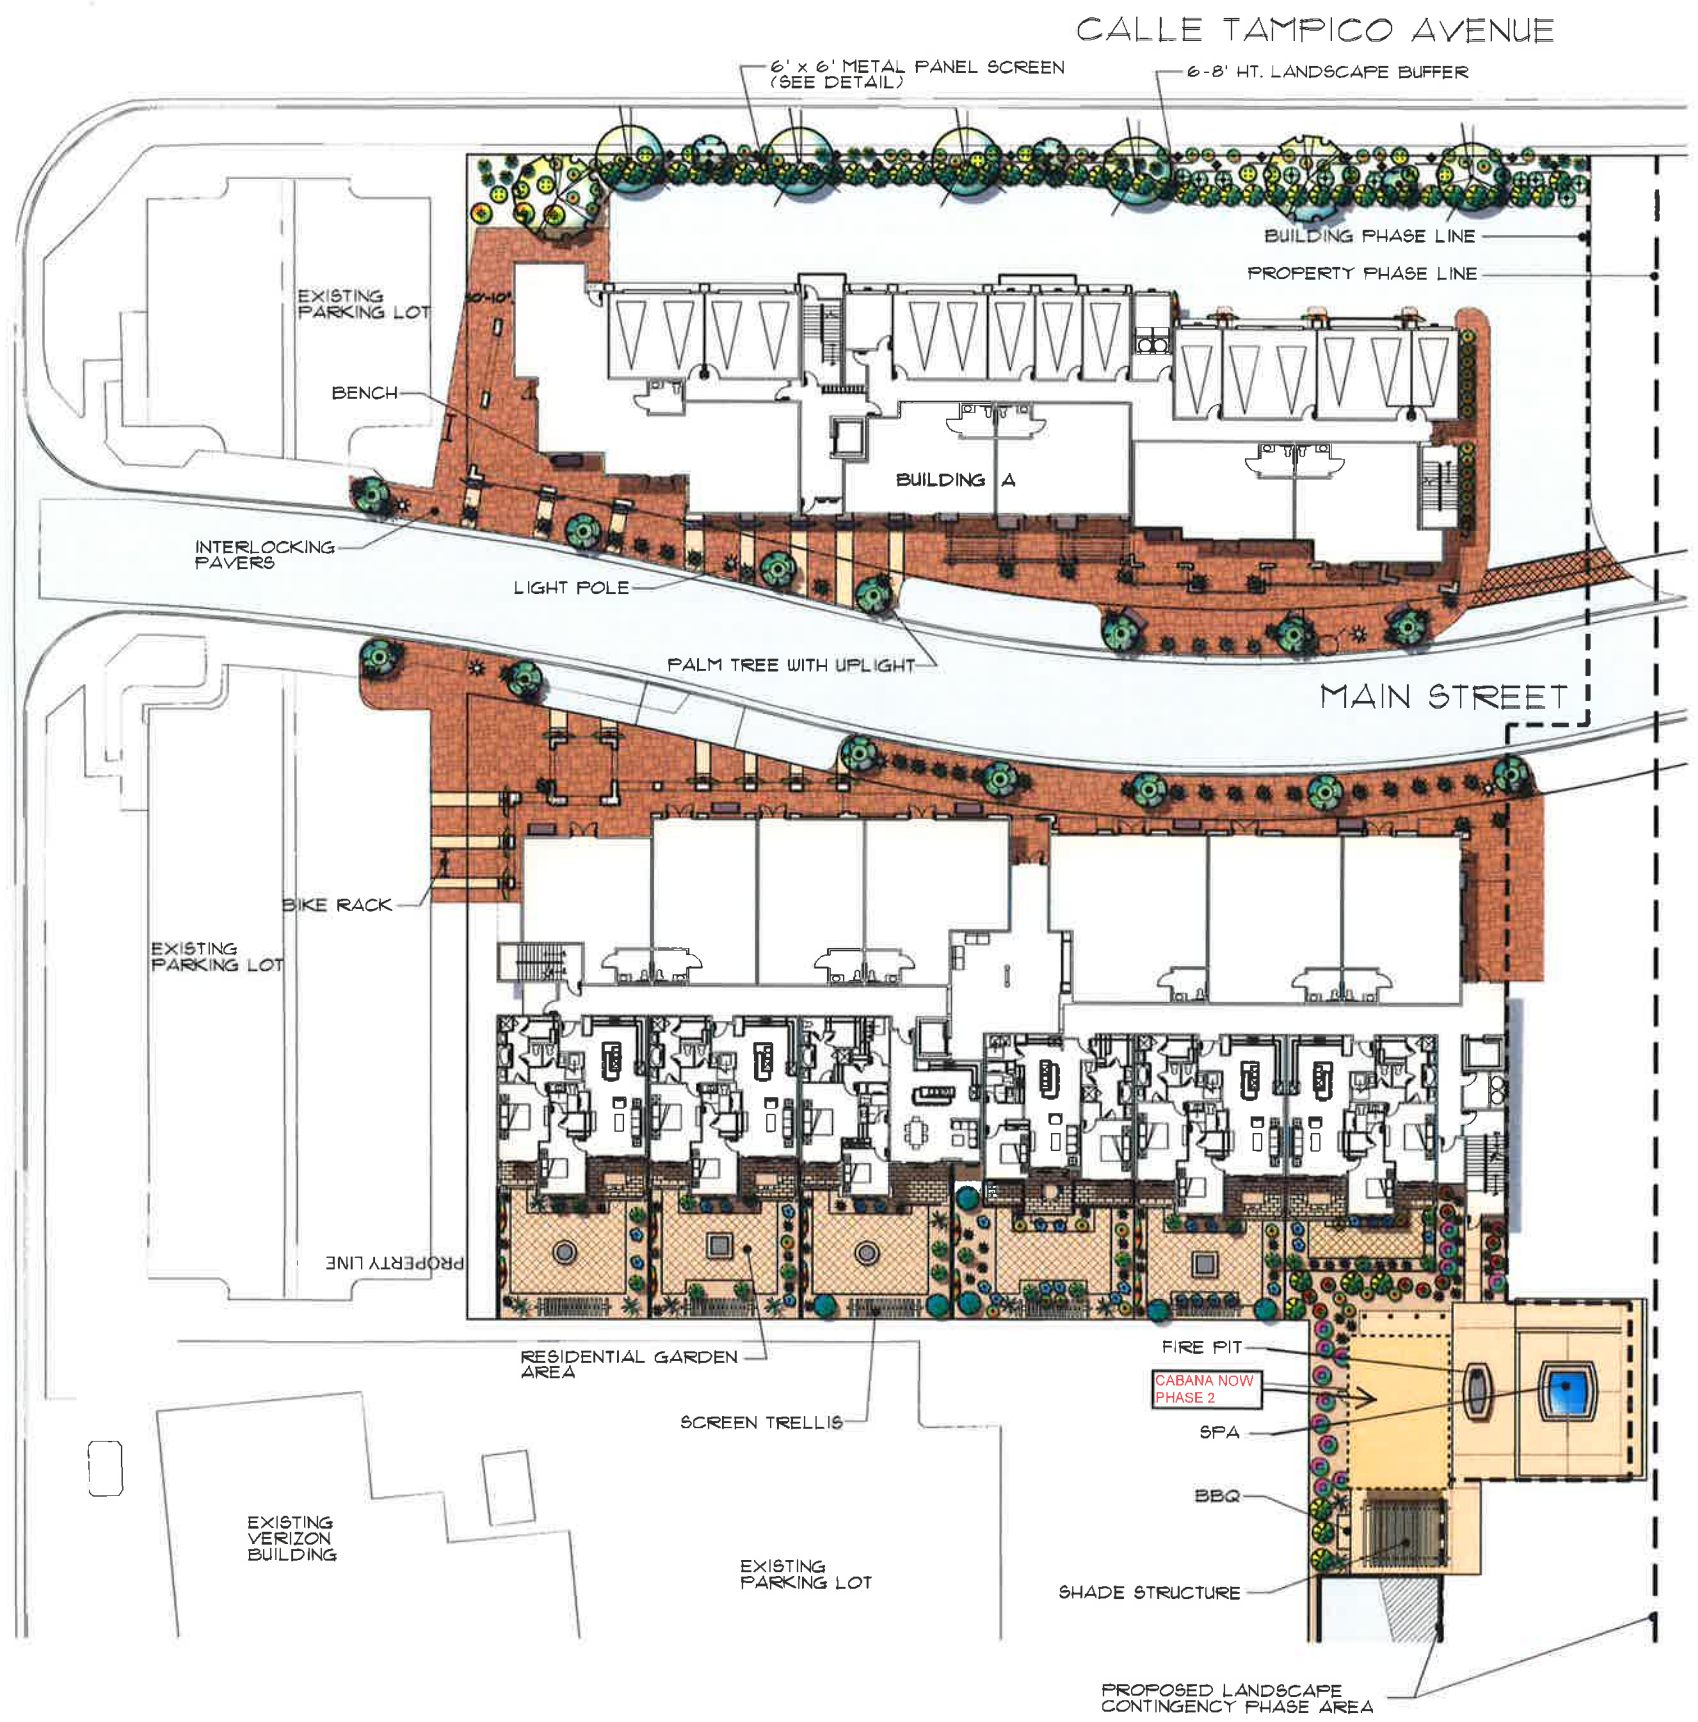 CALLE TAMPICO AVENUE
6' x 6' METAL PANEL SCREEN
(SEE DETAIL)
6-8' HT. LANDSCAPE BUFFER
BUILDING PHASE LINE
PROPERTY PHASE LINE
EXISTING
PARKING LOT
BENCH
BUILDING A
INTERLOCKING
PAVERS
LIGHT POLE
PALM TREE WITH UPLIGHT
MAIN STREET
BIKE RACK
EXISTING
PARKING LOT
PROPERTY LINE
RESIDENTIAL GARDEN
AREA
FIRE PIT
CABANA NOW
PHASE 2
SCREEN TRELLIS
SPA
BBQ
EXISTING
VERIZON
BUILDING
EXISTING
PARKING LOT
SHADE STRUCTURE
PROPOSED LANDSCAPE
CONTINGENCY PHASE AREA